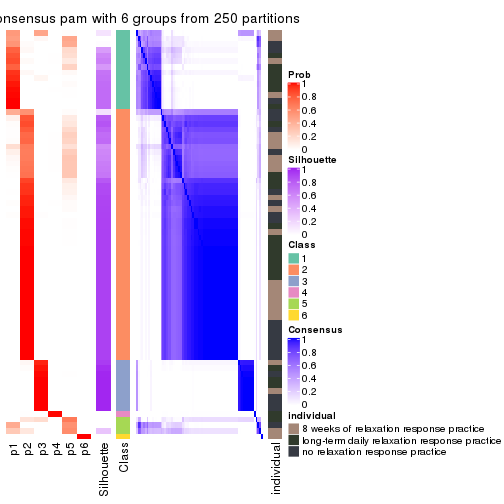 onsensus pam with 6 groups from 250 partitions
Prob
1
0.8
0.6
0.4
0.2
0
Silhouette
1
0.8
0.6
0.4
0.2
0
Class
1
2
3
4
5
6
Consensus
1
0.8
0.6
0.4
0.2
0
individual
8 weeks of relaxation response practice
long-term daily relaxation response practice
no relaxation response practice
p1
p2
p3
p4
p5
p6
Silhouette
Class
individual